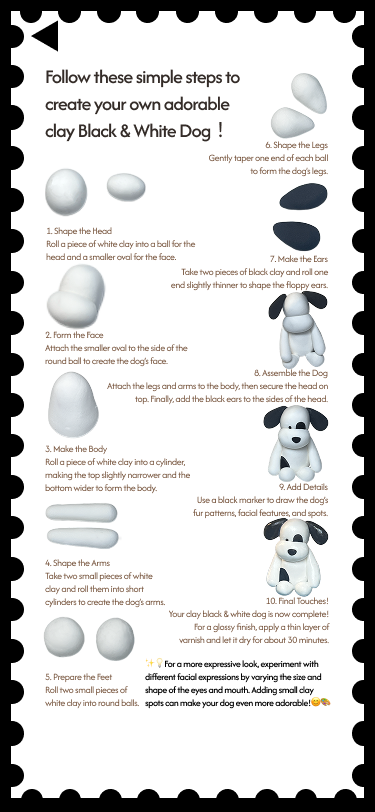 Follow these simple steps to
create your own adorable
clay Black & White Dog !
1. Shape the Head
Roll a piece of white clay into a ball for the
head and a smaller oval for the face.
2. Form the Face
Attach the smaller oval to the side of the
round ball to create the dog's face.
3. Make the Body
Roll a piece of white clay into a cylinder,
making the top slightly narrower and the
bottom wider to form the body.
4. Shape the Arms
Take two small pieces of white
clay and roll them into short
cylinders to create the dog's arms.
5. Prepare the Feet
Roll two small pieces of
white clay into round balls.
6. Shape the Legs
Gently taper one end of each ball
to form the dog's legs.
7. Make the Ears
Take two pieces of black clay and roll one
end slightly thinner to shape the floppy ears.
8. Assemble the Dog
Attach the legs and arms to the body, then secure the head on
top. Finally, add the black ears to the sides of the head.
9. Add Details
Use a black marker to draw the dog's
fur patterns, facial features, and spots.
10. Final Touches!
Your clay black & white dog is now complete!
For a glossy finish, apply a thin layer of
varnish and let it dry for about 30 minutes.
✨💡 For a more expressive look, experiment with
different facial expressions by varying the size and
shape of the eyes and mouth. Adding small clay
spots can make your dog even more adorable!😊🎨